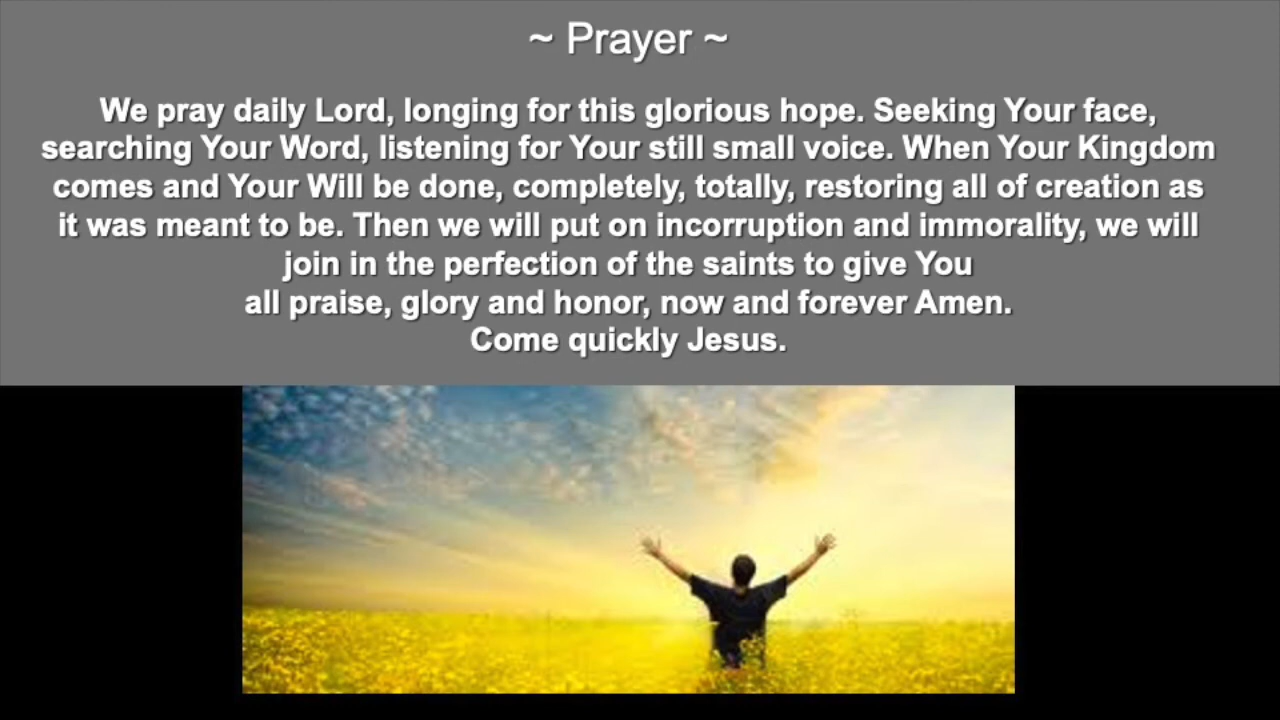 ~ Prayer ~
We pray daily Lord, longing for this glorious hope. Seeking Your face,
searching Your Word, listening for Your still small voice. When Your Kingdom
comes and Your Will be done, completely, totally, restoring all of creation as
it was meant to be. Then we will put on incorruption and immorality, we will
join in the perfection of the saints to give You
all praise, glory and honor, now and forever Amen.
Come quickly Jesus.